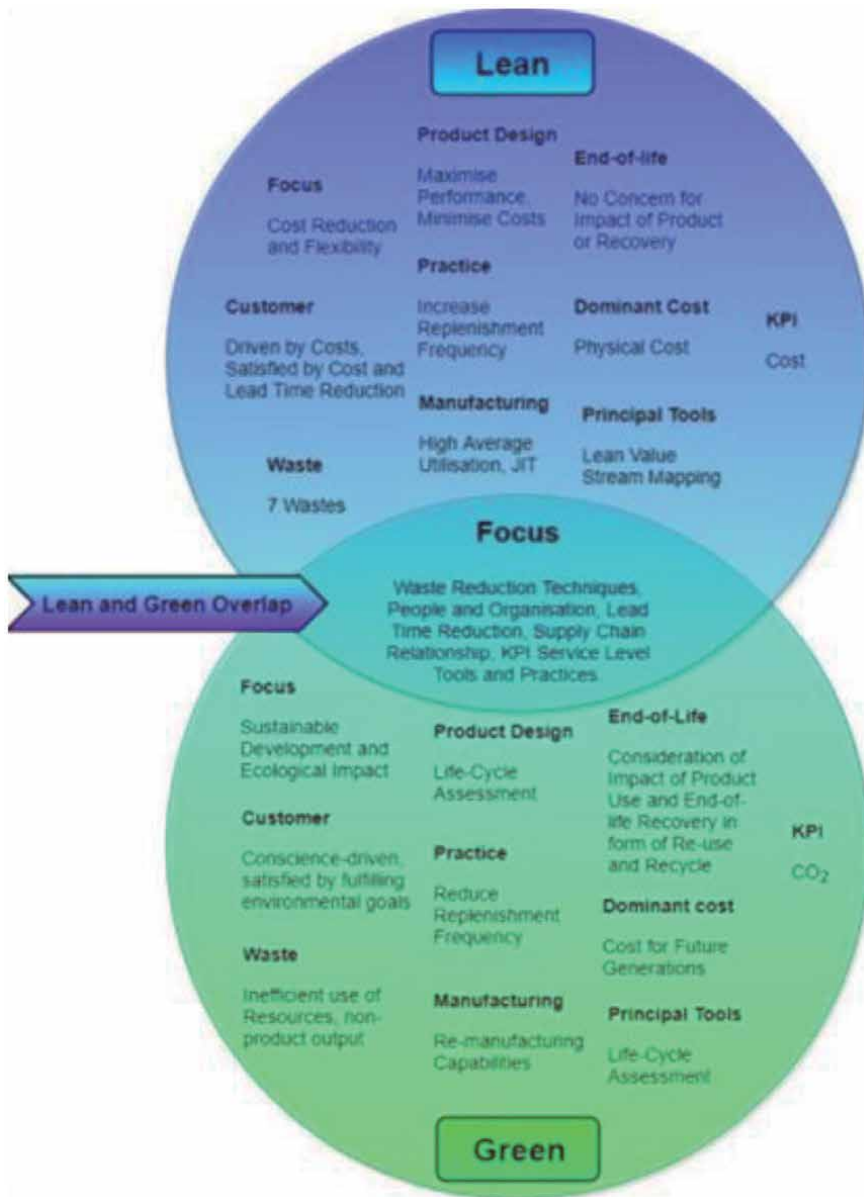 Lean
Focus
Cost Reduction
and Flexibility
Customer
Driven by Costs,
Satisfied by Cost and
Lead Time Reduction
Waste
7 Wastes
Product Design
Maximise
Performance,
Minimise Costs
Practice
Increase
Replenishment
Frequency
Manufacturing
High Average
Utilisation, JIT
End-of-life
No Concern for
Impact of Product
or Recovery
Dominant Cost
Physical Cost
Principal Tools
Lean Value
Stream Mapping
KPI
Cost
Lean and Green Overlap
Focus
Waste Reduction Techniques,
People and Organisation, Lead
Time Reduction, Supply Chain
Relationship, KPI Service Level
Tools and Practices.
Focus
Sustainable
Development and
Ecological Impact
Customer
Conscience-driven,
satisfied by fulfilling
environmental goals
Waste
Inefficient use of
Resources, non-
product output
Product Design
Life-Cycle
Assessment
Practice
Reduce
Replenishment
Frequency
Manufacturing
Re-manufacturing
Capabilities
End-of-Life
Consideration of
Impact of Product
Use and End-of-
life Recovery in
form of Re-use
and Recycle
Dominant cost
Cost for Future
Generations
Principal Tools
Life-Cycle
Assessment
KPI
CO₂
Green